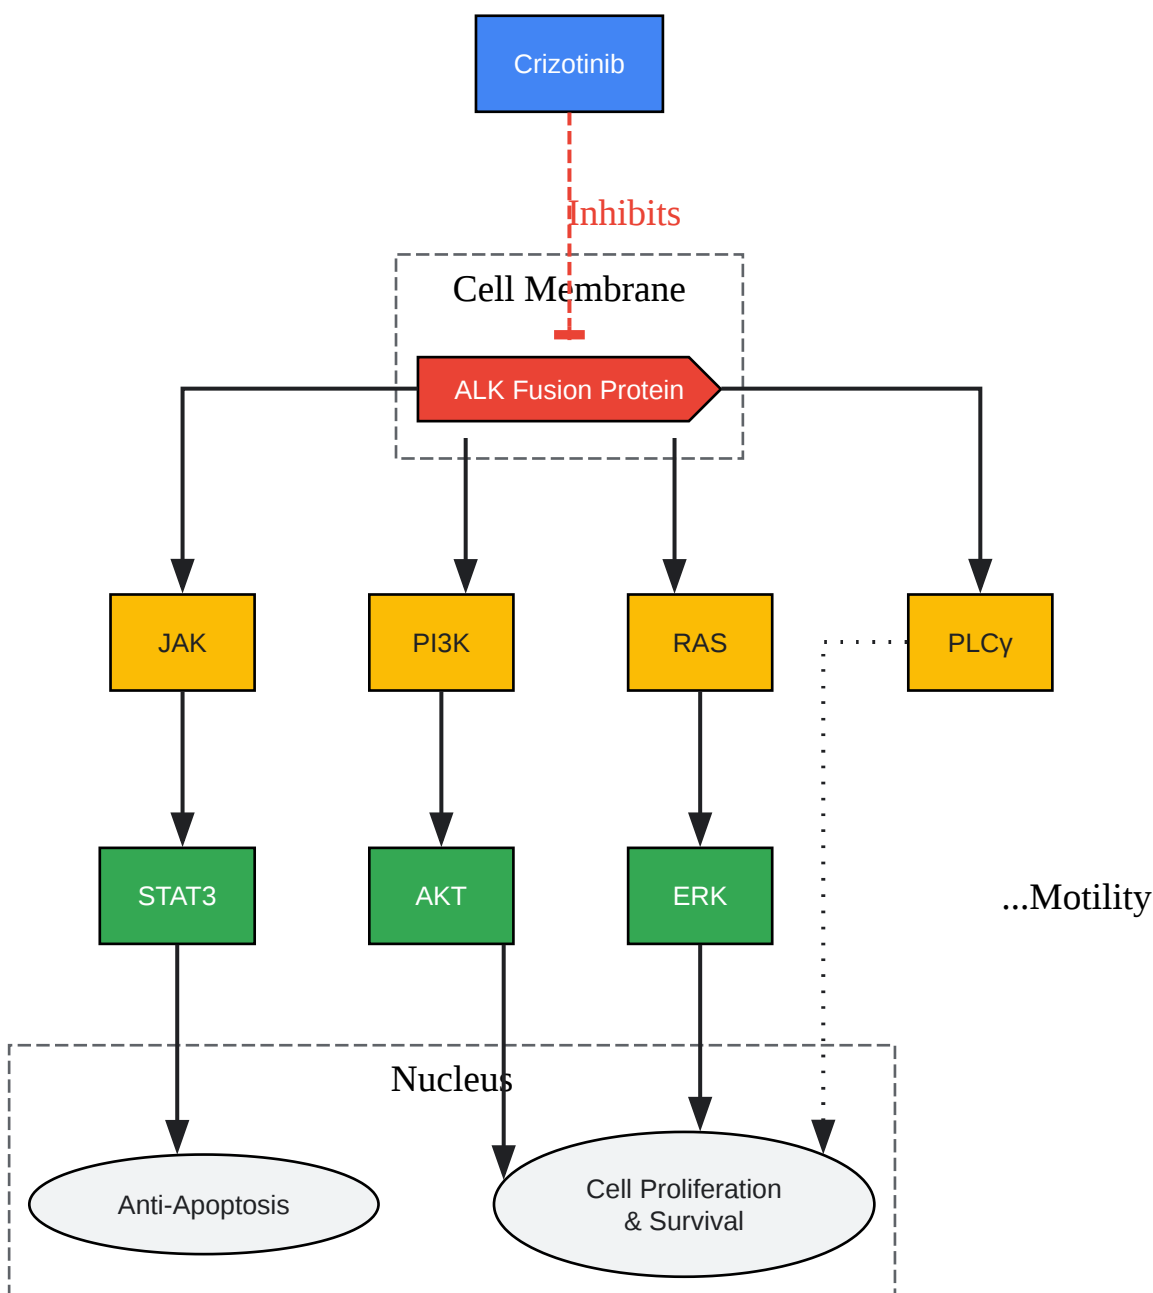 Crizotinib
Inhibits
Cell Membrane
ALK Fusion Protein
JAK
PI3K
RAS
PLCγ
STAT3
AKT
ERK
...Motility
Nucleus
Anti-Apoptosis
Cell Proliferation
& Survival